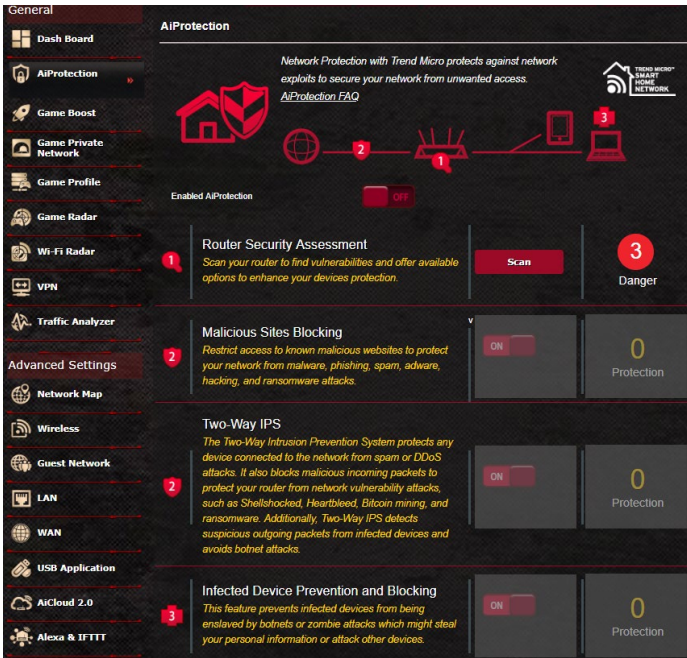 General
Dash Board
AiProtection
Game Boost
Game Private
Network
Game Profile
Game Radar
Wi-Fi Radar
VPN
Traffic Analyzer
Advanced Settings
Network Map
Wireless
Guest Network
LAN
WAN
USB Application
AiCloud 2.0
Alexa & IFTTT
AiProtection
Network Protection with Trend Micro protects against network
exploits to secure your network from unwanted access.
AiProtection FAQ
TREND MICRO™
SMART
HOME
NETWORK
1
2
3
Enabled AiProtection
OFF
1
Router Security Assessment
Scan your router to find vulnerabilities and offer available
options to enhance your devices protection.
Scan
3
Danger
2
Malicious Sites Blocking
Restrict access to known malicious websites to protect
your network from malware, phishing, spam, adware,
hacking, and ransomware attacks.
v
ON
0
Protection
2
Two-Way IPS
The Two-Way Intrusion Prevention System protects any
device connected to the network from spam or DDoS
attacks. It also blocks malicious incoming packets to
protect your router from network vulnerability attacks,
such as Shellshocked, Heartbleed, Bitcoin mining, and
ransomware. Additionally, Two-Way IPS detects
suspicious outgoing packets from infected devices and
avoids botnet attacks.
ON
0
Protection
3
Infected Device Prevention and Blocking
This feature prevents infected devices from being
enslaved by botnets or zombie attacks which might steal
your personal information or attack other devices.
ON
0
Protection